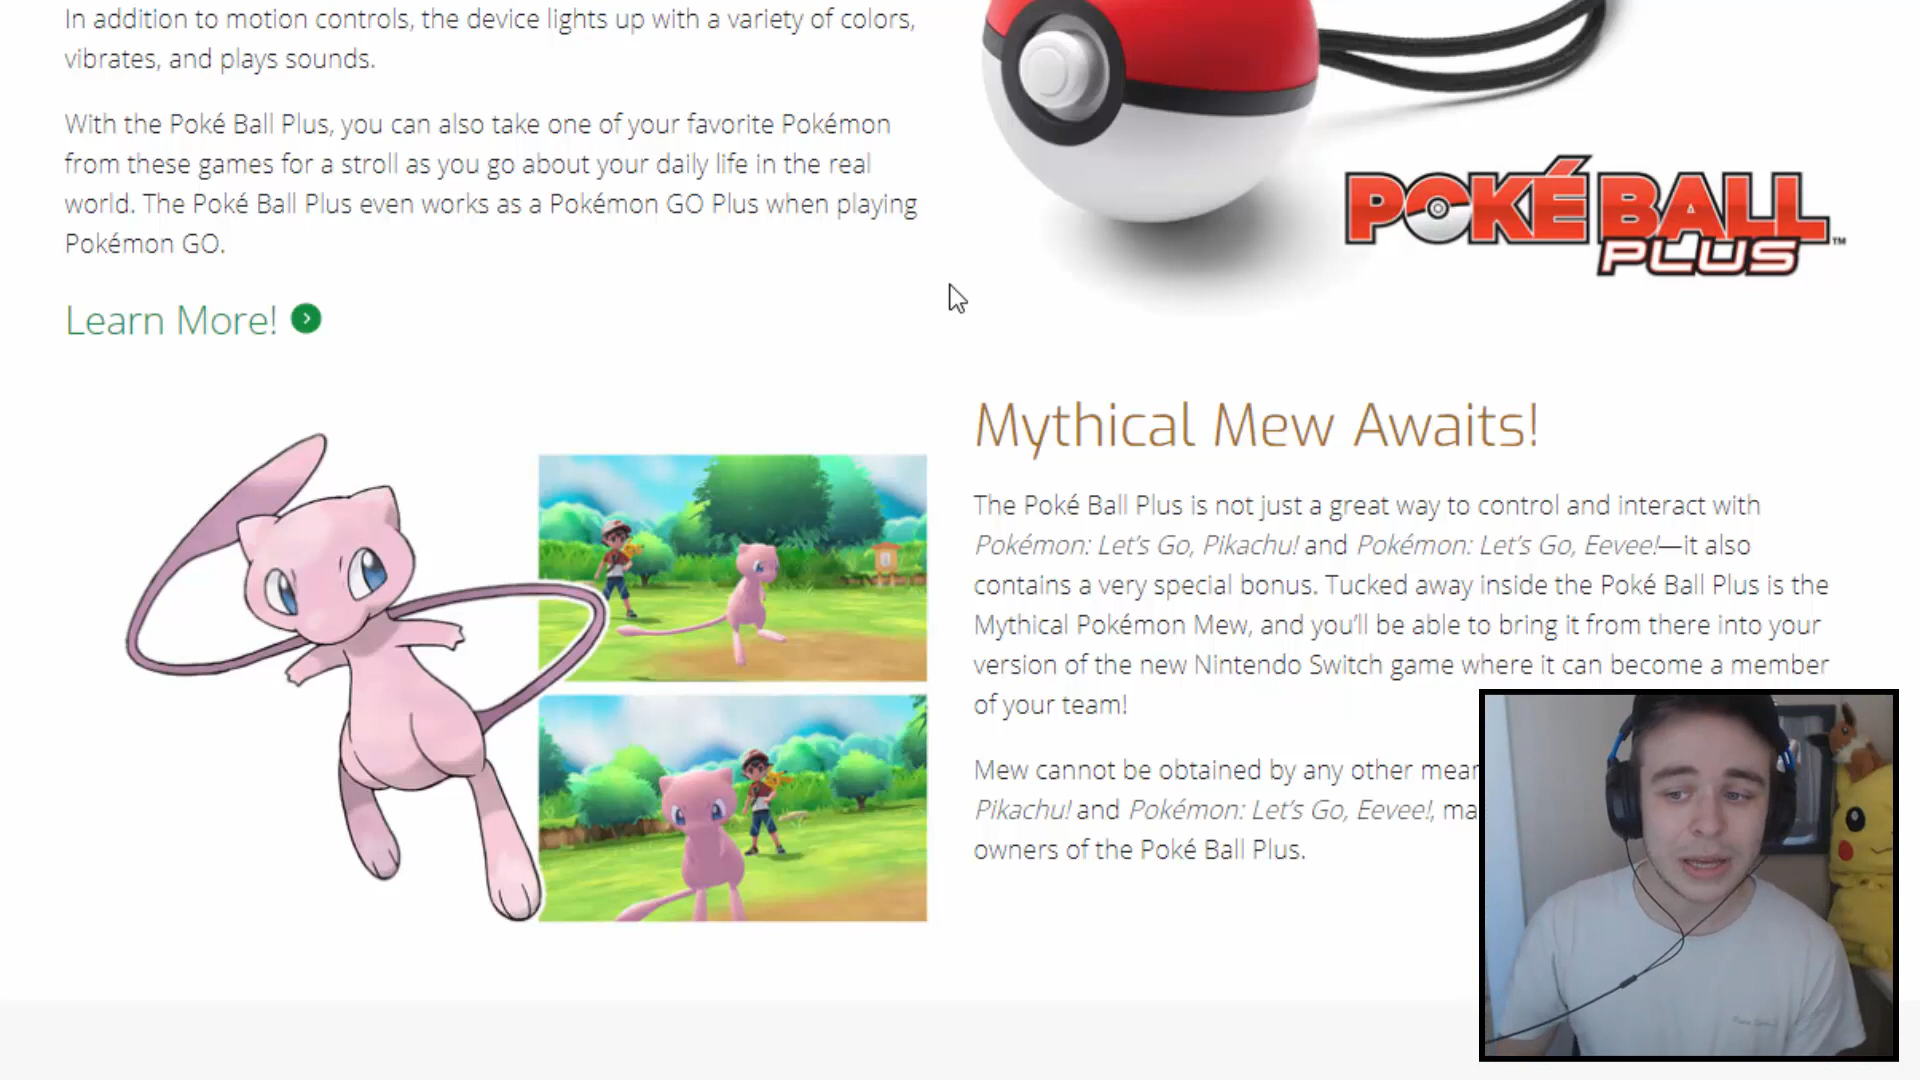 In addition to motion controls, the device lights up with a variety of colors,
vibrates, and plays sounds.
With the Poké Ball Plus, you can also take one of your favorite Pokémon
from these games for a stroll as you go about your daily life in the real
world. The Poké Ball Plus even works as a Pokémon GO Plus when playing
Pokémon GO.
Learn More!
POKÉ BALL
PLUS
TM
Mythical Mew Awaits!
The Poké Ball Plus is not just a great way to control and interact with
Pokémon: Let's Go, Pikachu! and Pokémon: Let's Go, Eevee!—it also
contains a very special bonus. Tucked away inside the Poké Ball Plus is the
Mythical Pokémon Mew, and you'll be able to bring it from there into your
version of the new Nintendo Switch game where it can become a member
of your team!
Mew cannot be obtained by any other
Pikachu! and Pokémon: Let's Go, Eevee!,
owners of the Poké Ball Plus.